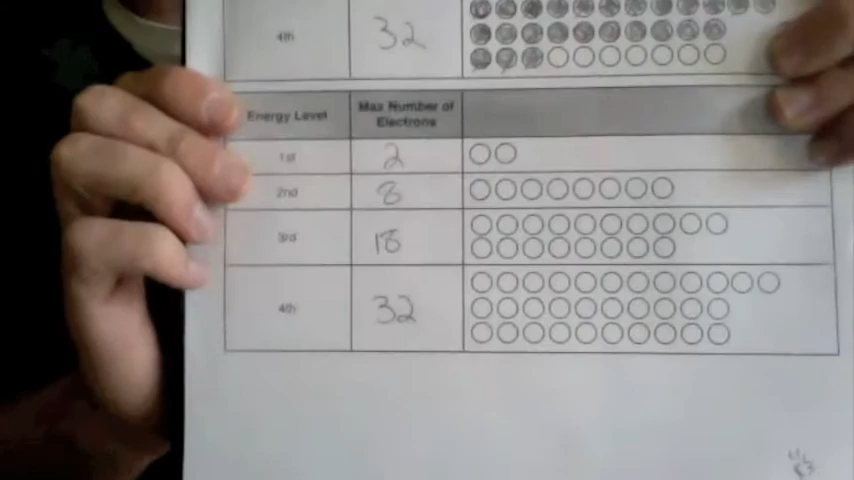 4th 32
Energy Level Max Number of Electrons
1st 2
2nd 8
3rd 18
4th 32